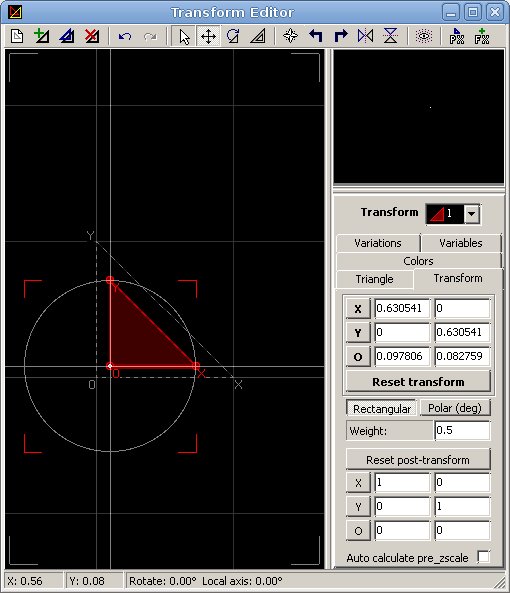 Transform Editor
PX FX
Transform 1
Variations Variables
Colors
Triangle Transform
X 0.630541 0
Y 0 0.630541
O 0.097806 0.082759
Reset transform
Rectangular Polar (deg)
Weight: 0.5
Reset post-transform
X 1 0
Y 0 1
O 0 0
Auto calculate pre_zscale
Y
Y
O X
O X
X: 0.56 Y: 0.08 Rotate: 0.00° Local axis: 0.00°